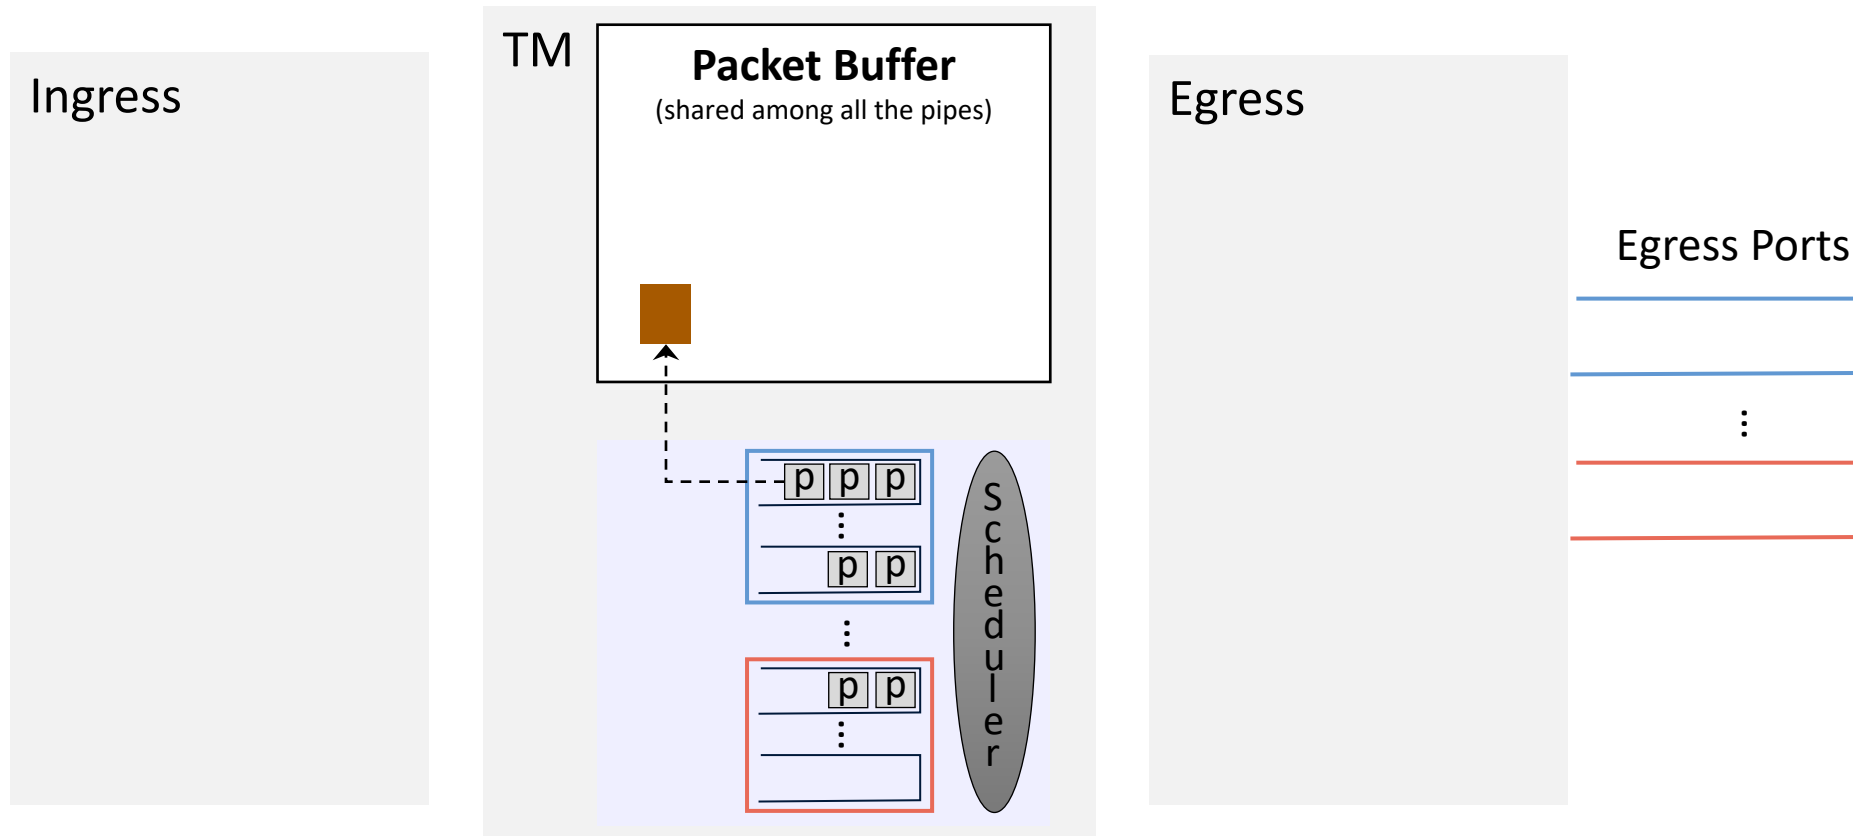 Ingress
TM
Packet Buffer
(shared among all the pipes)
Egress
Egress Ports
...
p p p
...
p p
...
p p
...
Scheduler